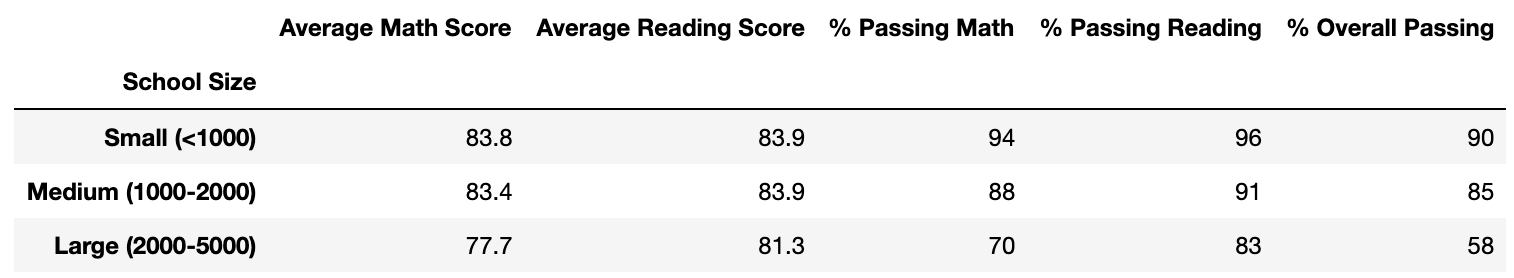 Average Math Score Average Reading Score % Passing Math % Passing Reading % Overall Passing
School Size
Small (<1000) 83.8 83.9 94 96 90
Medium (1000-2000) 83.4 83.9 88 91 85
Large (2000-5000) 77.7 81.3 70 83 58